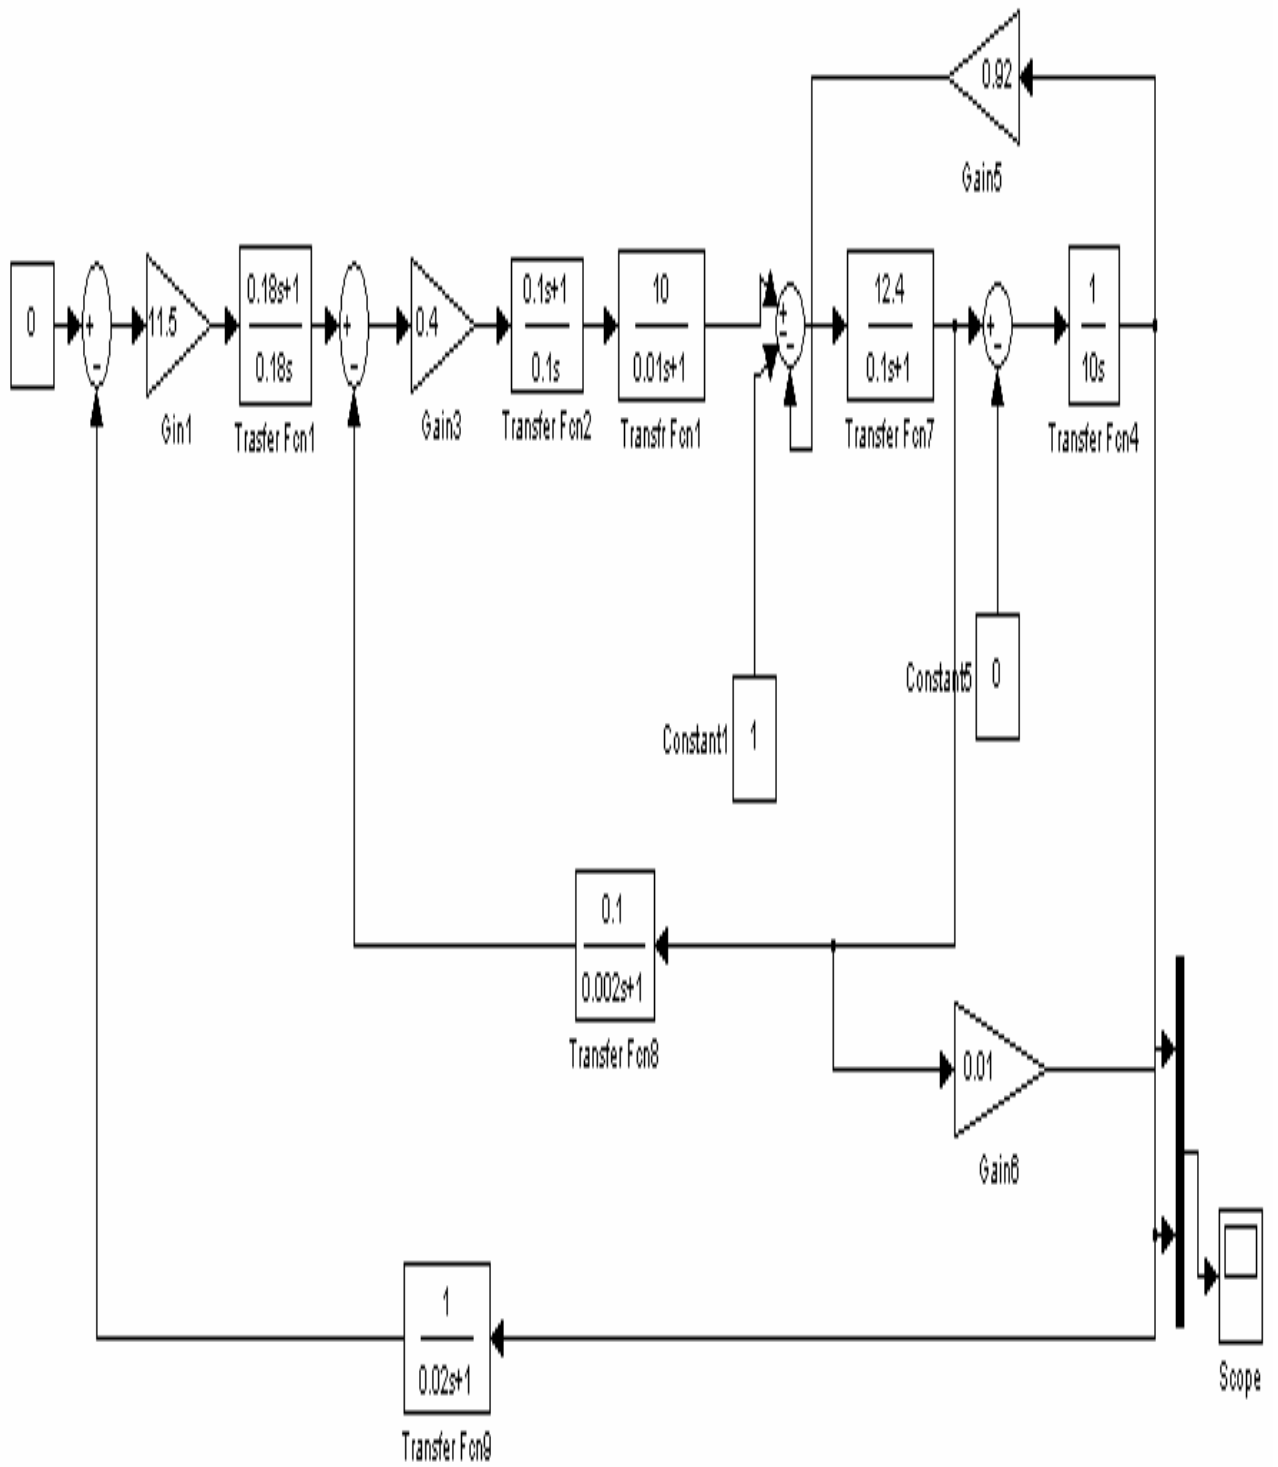 0.92
Gain5
0
+
−
11.5
Gin1
0.18s+1
0.18s
Trasfer Fcn1
+
−
0.4
Gain3
0.1s+1
0.1s
Transfer Fcn2
10
0.01s+1
Transfr Fcn1
+
−
−
12.4
0.1s+1
Transfer Fcn7
+
−
1
10s
Transfer Fcn4
Constant5
0
Constant1
1
0.1
0.002s+1
Transfer Fcn8
0.01
Gain6
1
0.02s+1
Transfer Fcn9
Scope